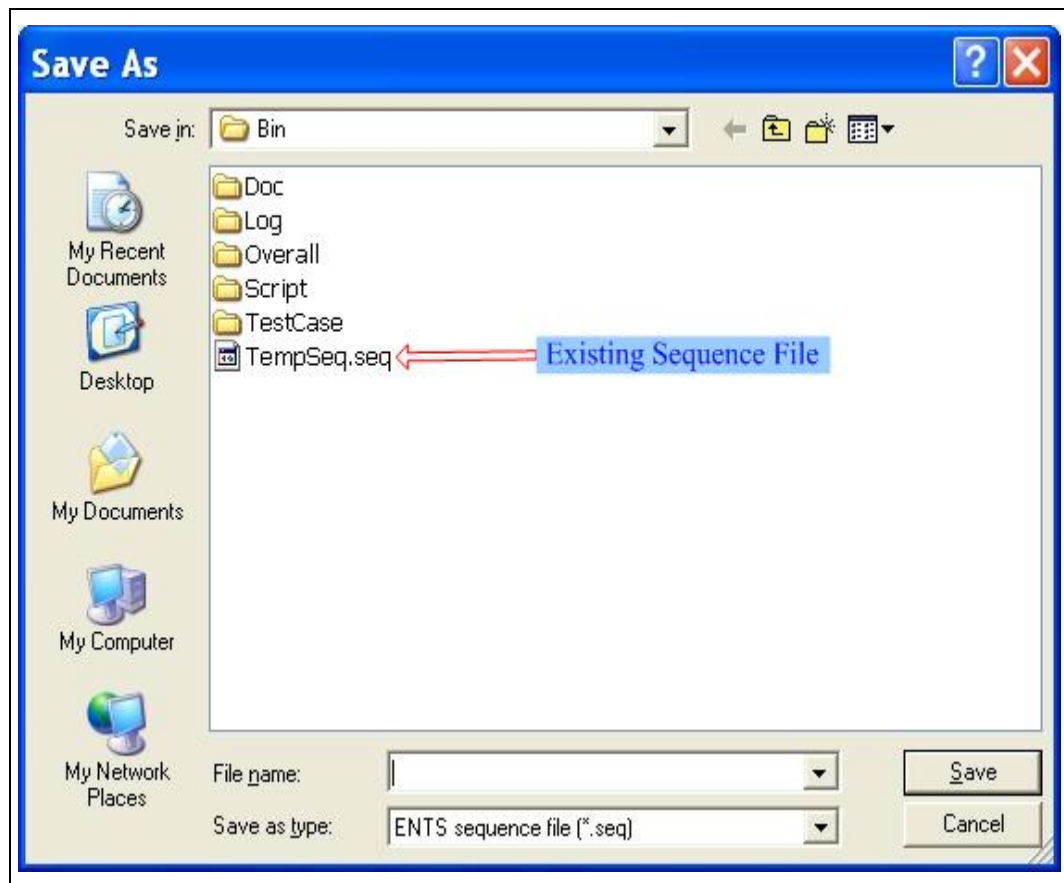 Save As
Save in: Bin
Doc
Log
Overall
Script
TestCase
TempSeq.seq Existing Sequence File
My Recent
Documents
Desktop
My Documents
My Computer
My Network
Places
File name:
Save
Save as type: ENTS sequence file (*.seq)
Cancel